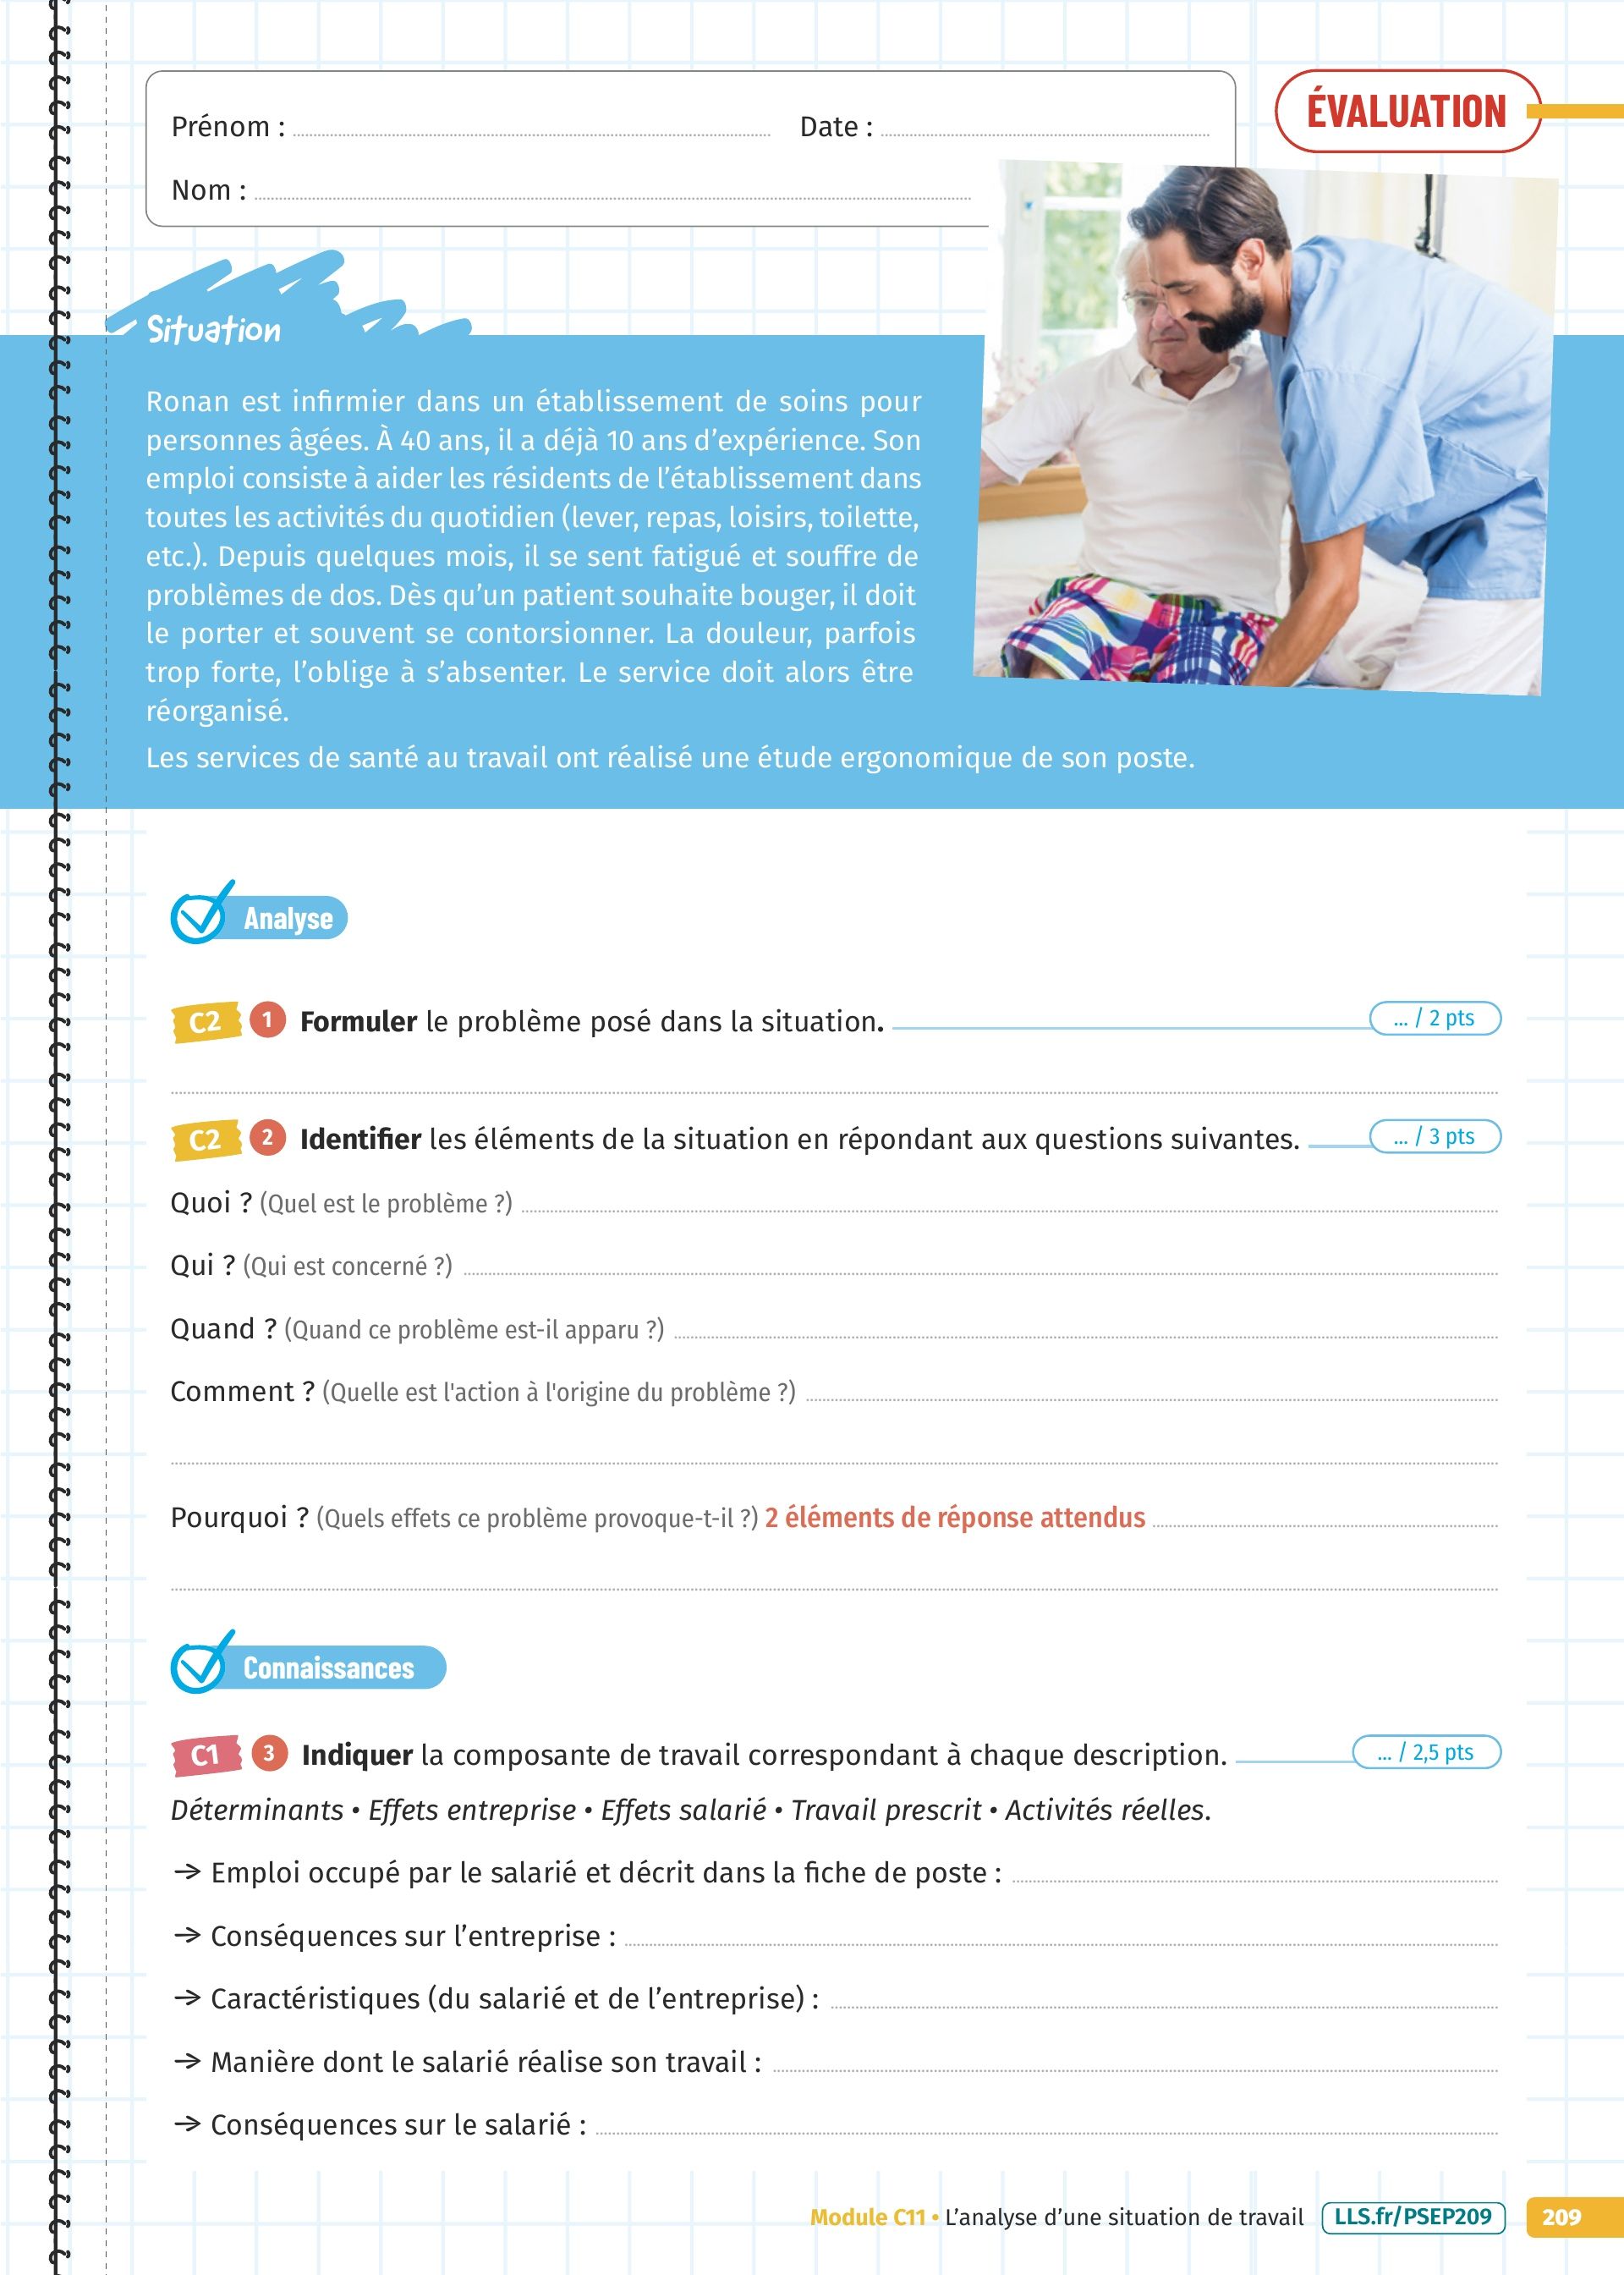 Prénom :
Date :
ÉVALUATION
Nom :
Situation
Ronan est infirmier dans un établissement de soins pour
personnes âgées. À 40 ans, il a déjà 10 ans d’expérience. Son
emploi consiste à aider les résidents de l’établissement dans
toutes les activités du quotidien (lever, repas, loisirs, toilette,
etc.). Depuis quelques mois, il se sent fatigué et souffre de
problèmes de dos. Dès qu’un patient souhaite bouger, il doit
le porter et souvent se contorsionner. La douleur, parfois
trop forte, l’oblige à s’absenter. Le service doit alors être
réorganisé.
Les services de santé au travail ont réalisé une étude ergonomique de son poste.
Analyse
C2 1 Formuler le problème posé dans la situation. ... / 2 pts
C2 2 Identifier les éléments de la situation en répondant aux questions suivantes. ... / 3 pts
Quoi ? (Quel est le problème ?)
Qui ? (Qui est concerné ?)
Quand ? (Quand ce problème est-il apparu ?)
Comment ? (Quelle est l'action à l'origine du problème ?)
Pourquoi ? (Quels effets ce problème provoque-t-il ?) 2 éléments de réponse attendus
Connaissances
C1 3 Indiquer la composante de travail correspondant à chaque description. ... / 2,5 pts
Déterminants • Effets entreprise • Effets salarié • Travail prescrit • Activités réelles.
→ Emploi occupé par le salarié et décrit dans la fiche de poste :
→ Conséquences sur l’entreprise :
→ Caractéristiques (du salarié et de l’entreprise) :
→ Manière dont le salarié réalise son travail :
→ Conséquences sur le salarié :
Module C11 • L’analyse d’une situation de travail LLS.fr/PSEP209 209